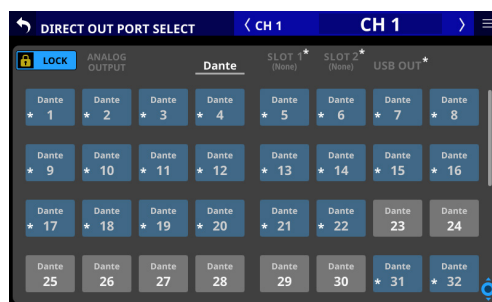 DIRECT OUT PORT SELECT
CH 1
CH 1
LOCK
ANALOG OUTPUT
Dante
SLOT 1*
(None)
SLOT 2*
(None)
USB OUT*
Dante Dante Dante Dante Dante Dante Dante Dante
* 1 * 2 * 3 * 4 * 5 * 6 * 7 * 8
Dante Dante Dante Dante Dante Dante Dante Dante
* 9 * 10 * 11 * 12 * 13 * 14 * 15 * 16
Dante Dante Dante Dante Dante Dante Dante Dante
* 17 * 18 * 19 * 20 * 21 * 22 23 24
Dante Dante Dante Dante Dante Dante Dante Dante
25 26 27 28 29 30 * 31 * 32